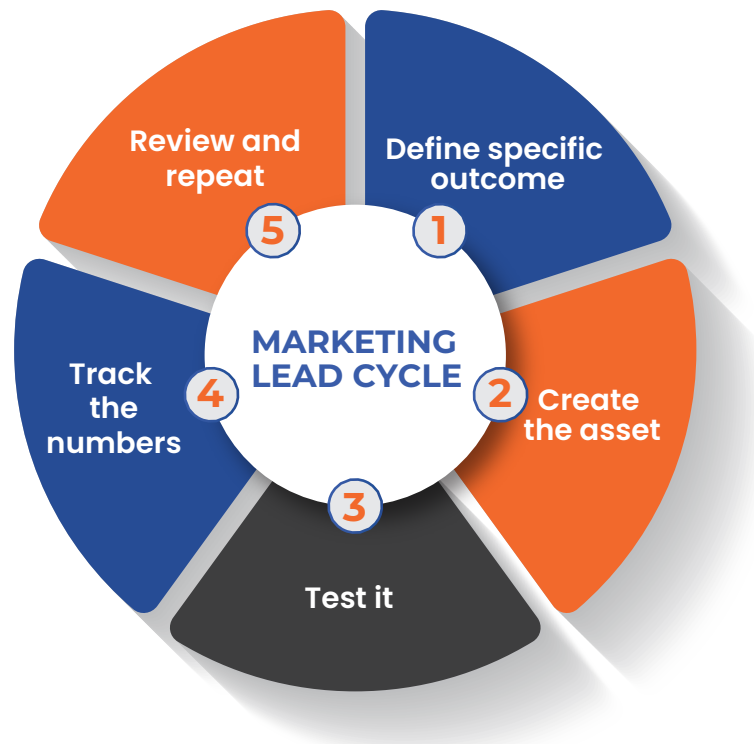 MARKETING
LEAD CYCLE
1
Define specific
outcome
2
Create
the asset
3
Test it
4
Track
the
numbers
5
Review and
repeat